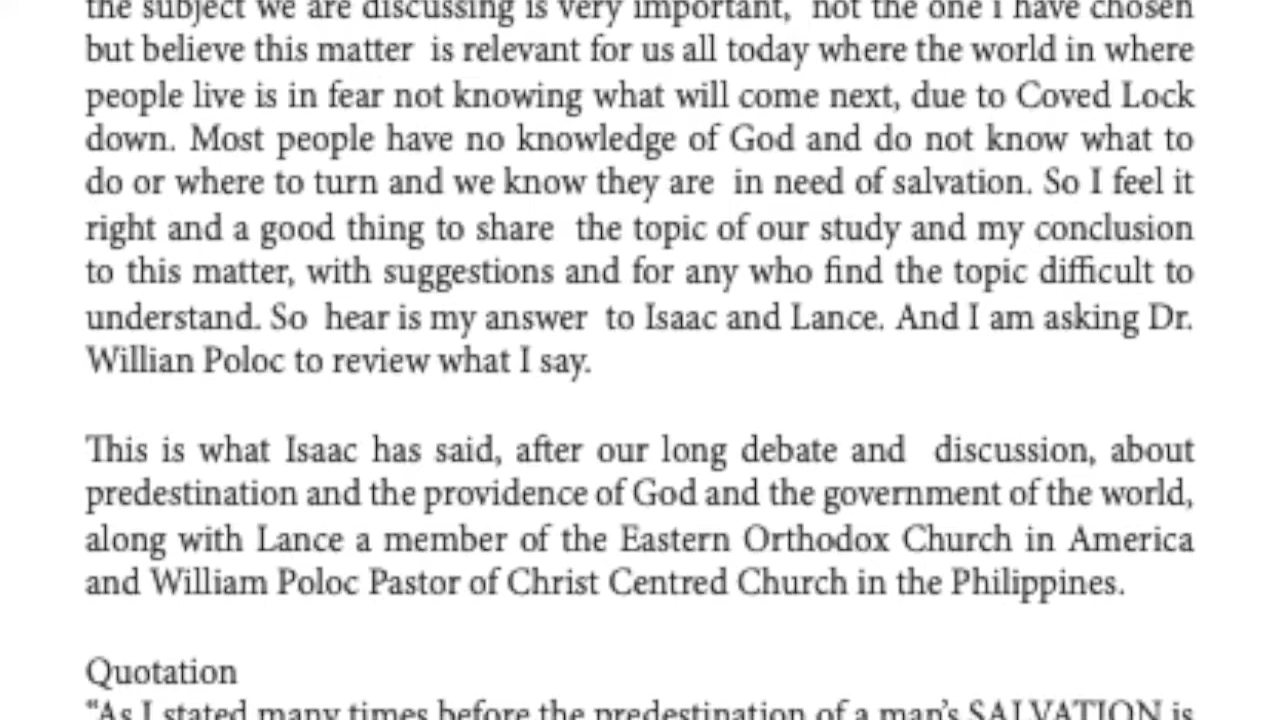 the subject we are discussing is very important, not the one i have chosen
but believe this matter is relevant for us all today where the world in where
people live is in fear not knowing what will come next, due to Coved Lock
down. Most people have no knowledge of God and do not know what to
do or where to turn and we know they are in need of salvation. So I feel it
right and a good thing to share the topic of our study and my conclusion
to this matter, with suggestions and for any who find the topic difficult to
understand. So hear is my answer to Isaac and Lance. And I am asking Dr.
Willian Poloc to review what I say.
This is what Isaac has said, after our long debate and discussion, about
predestination and the providence of God and the government of the world,
along with Lance a member of the Eastern Orthodox Church in America
and William Poloc Pastor of Christ Centred Church in the Philippines.
Quotation
“As I stated many times before the predestination of a man’s SALVATION is